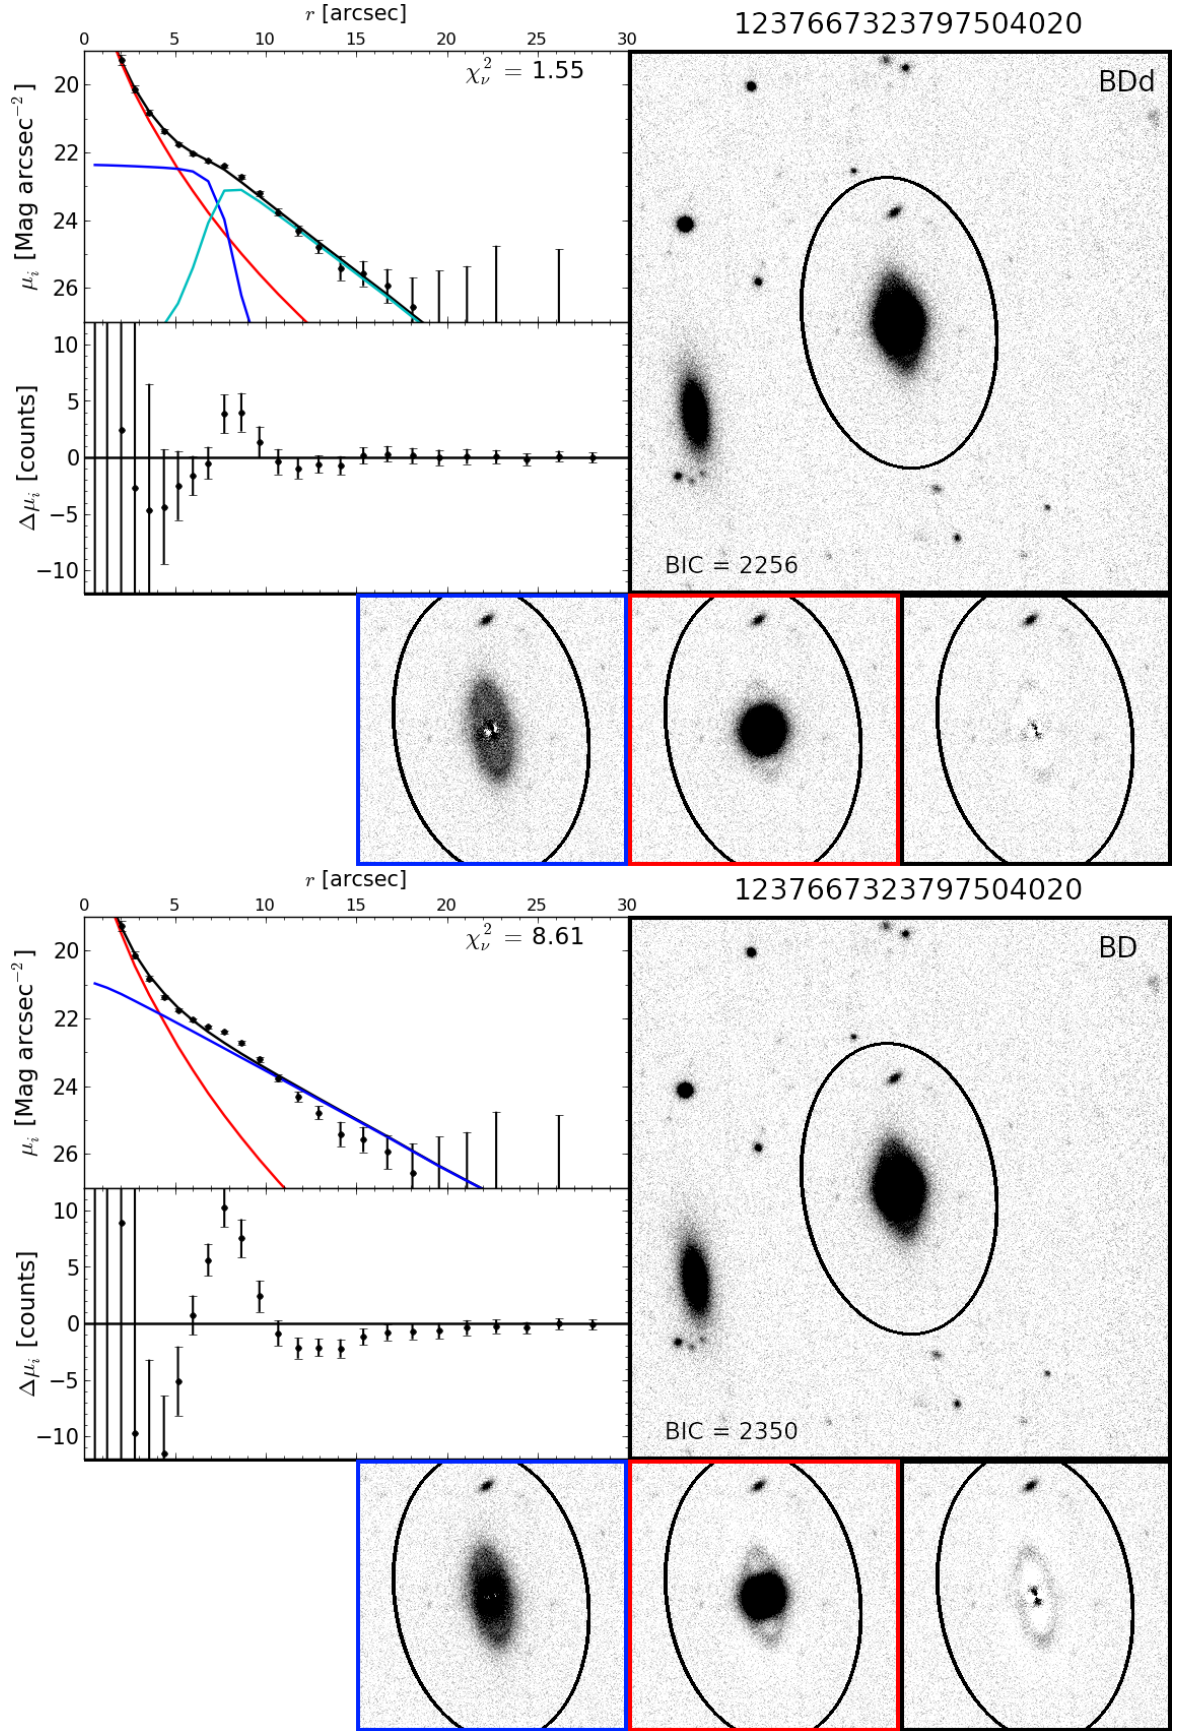 r [arcsec]
1237667323797504020
0 5 10 15 20 25 30
χ²ᵥ = 1.55
BDd
20
22
24
26
μᵢ [Mag arcsec⁻²]
10
5
0
−5
−10
Δμᵢ [counts]
BIC = 2256
r [arcsec]
1237667323797504020
0 5 10 15 20 25 30
χ²ᵥ = 8.61
BD
20
22
24
26
μᵢ [Mag arcsec⁻²]
10
5
0
−5
−10
Δμᵢ [counts]
BIC = 2350